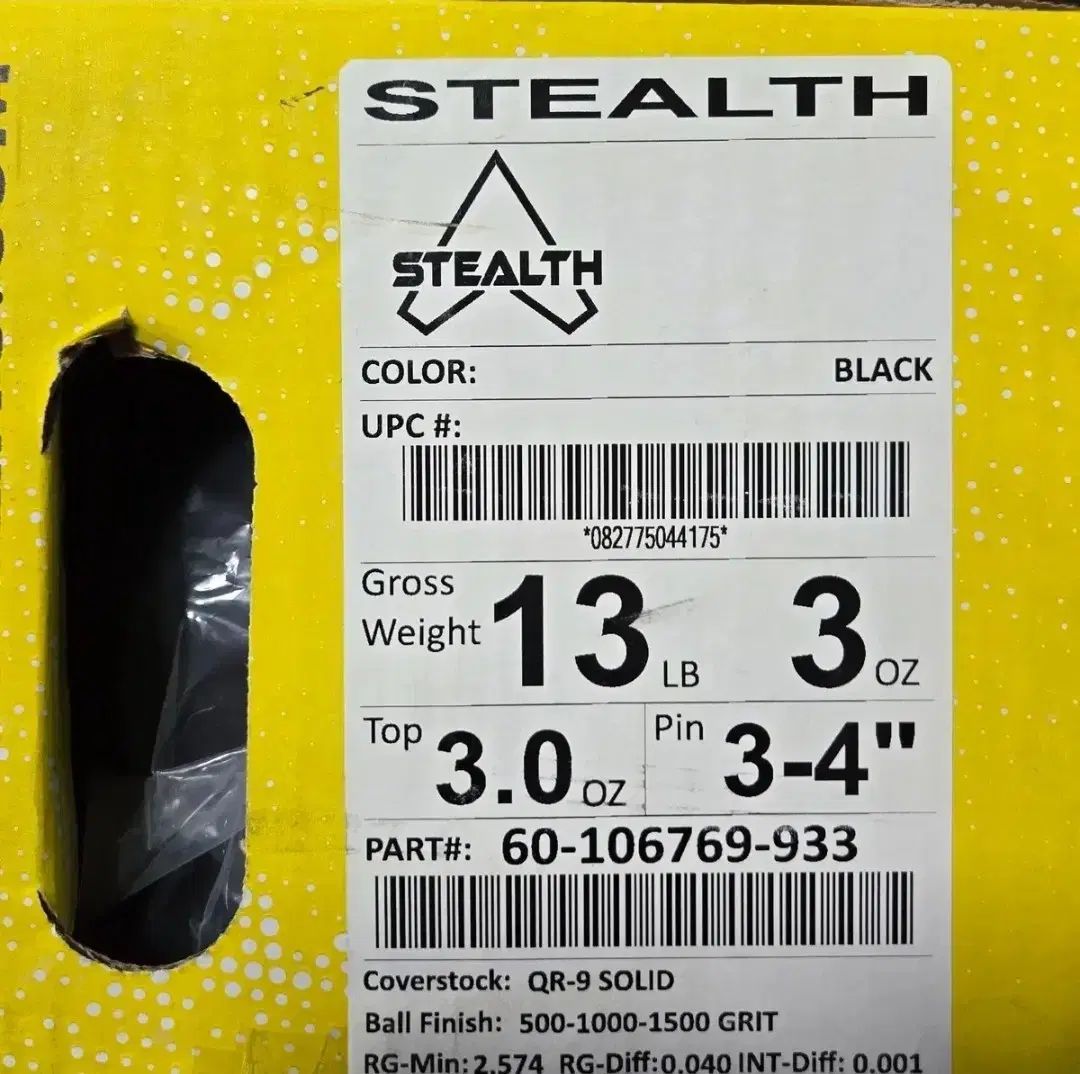 STEALTH
STEALTH
COLOR: BLACK
UPC #:
*082775044175*
Gross Weight 13 LB 3 OZ
Top 3.0 OZ Pin 3-4"
PART#: 60-106769-933
Coverstock: QR-9 SOLID
Ball Finish: 500-1000-1500 GRIT
RG-Min: 2.574 RG-Diff: 0.040 INT-Diff: 0.001